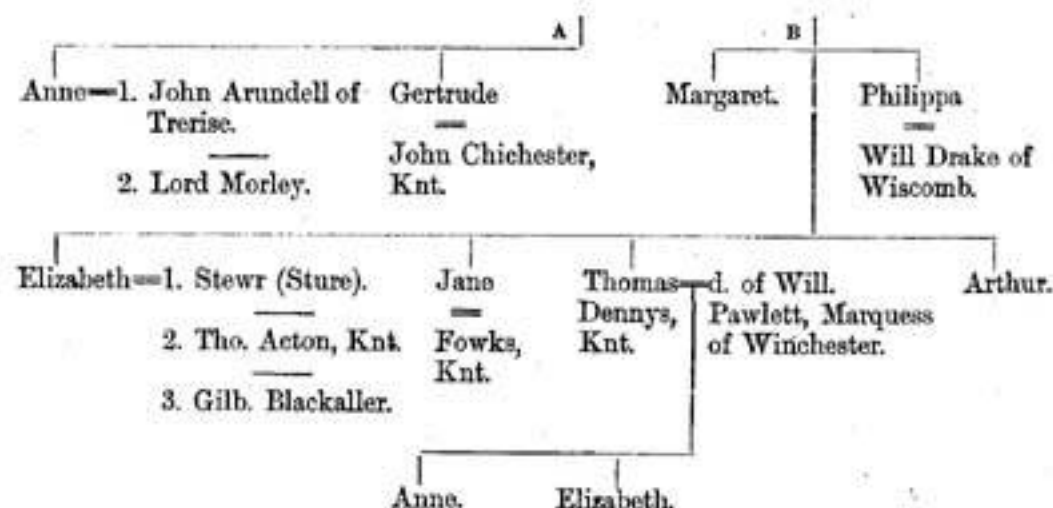 A B
Anne=1. John Arundell of Gertrude Margaret. Philippa
Trerise. =
= John Chichester, Will Drake of
2. Lord Morley. Knt. Wiscomb.
Elizabeth=1. Stewr (Sture). Jane Thomas=d. of Will. Arthur.
= Dennys, Pawlett, Marquess
2. Tho. Acton, Knt. Fowks, Knt. of Winchester.
Knt.
3. Gilb. Blackaller.
Anne. Elizabeth.